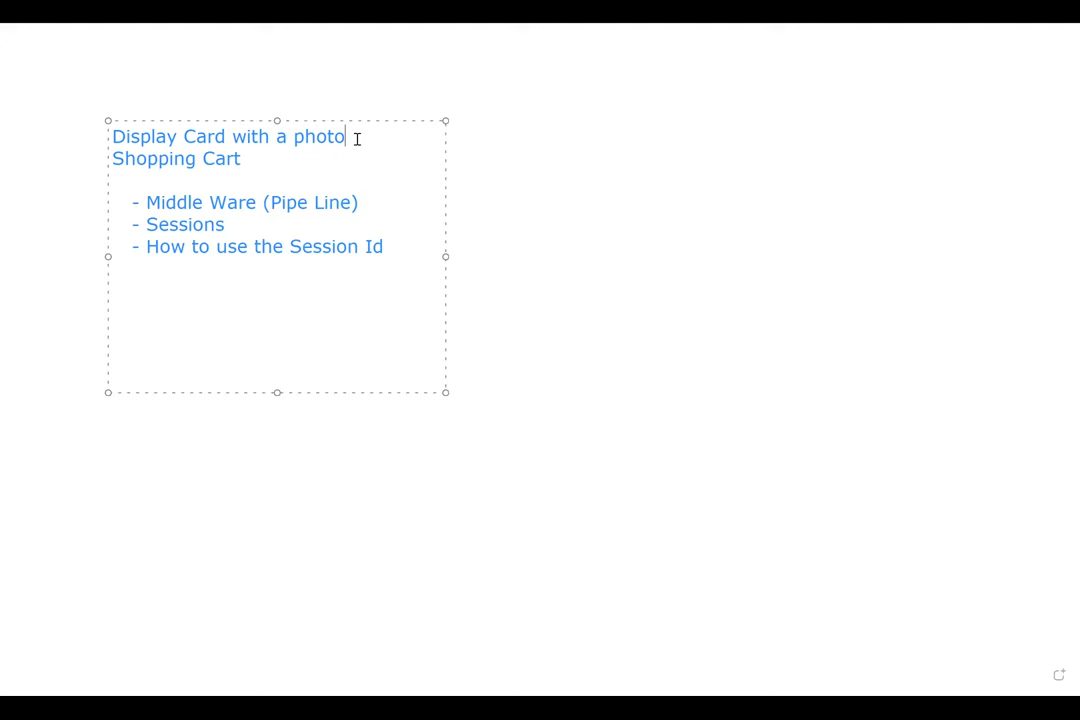 Display Card with a photo
Shopping Cart
- Middle Ware (Pipe Line)
- Sessions
- How to use the Session Id